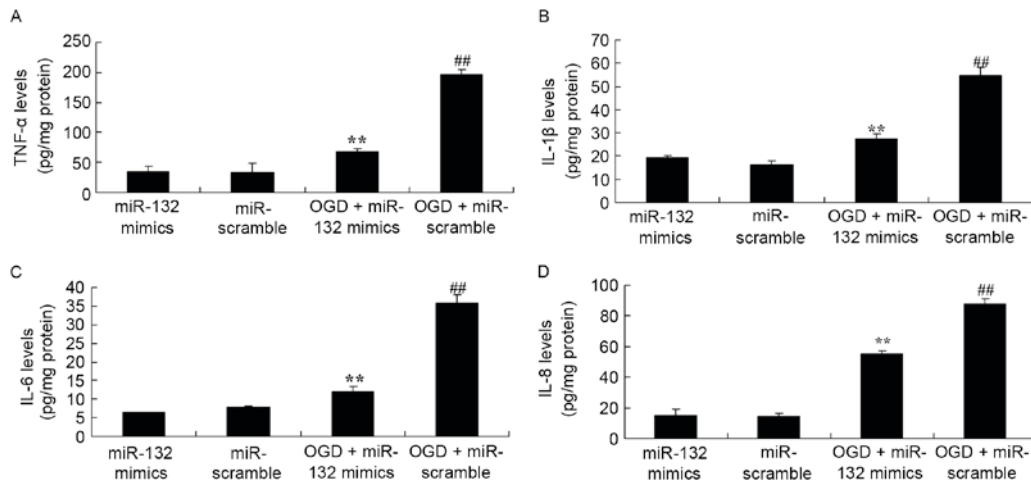 A
TNF-α levels
(pg/mg protein)
250
200
150
100
50
0
##
**
miR-132
mimics
miR-
scramble
OGD + miR-
132 mimics
OGD + miR-
scramble
B
IL-1β levels
(pg/mg protein)
70
60
50
40
30
20
10
0
##
**
miR-132
mimics
miR-
scramble
OGD + miR-
132 mimics
OGD + miR-
scramble
C
IL-6 levels
(pg/mg protein)
40
35
30
25
20
15
10
5
0
##
**
miR-132
mimics
miR-
scramble
OGD + miR-
132 mimics
OGD + miR-
scramble
D
IL-8 levels
(pg/mg protein)
100
80
60
40
20
0
##
**
miR-132
mimics
miR-
scramble
OGD + miR-
132 mimics
OGD + miR-
scramble